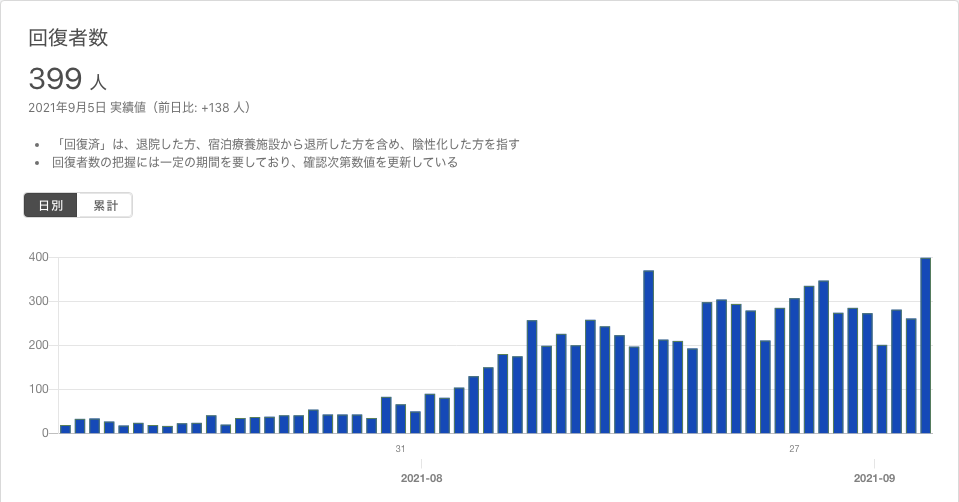 回復者数
399 人
2021年9月5日 実績値（前日比: +138 人）
• 「回復済」は、退院した方、宿泊療養施設から退所した方を含め、陰性化した方を指す
• 回復者数の把握には一定の期間を要しており、確認次第数値を更新している
日別 累計
400
300
200
100
0
31 27
2021-08 2021-09